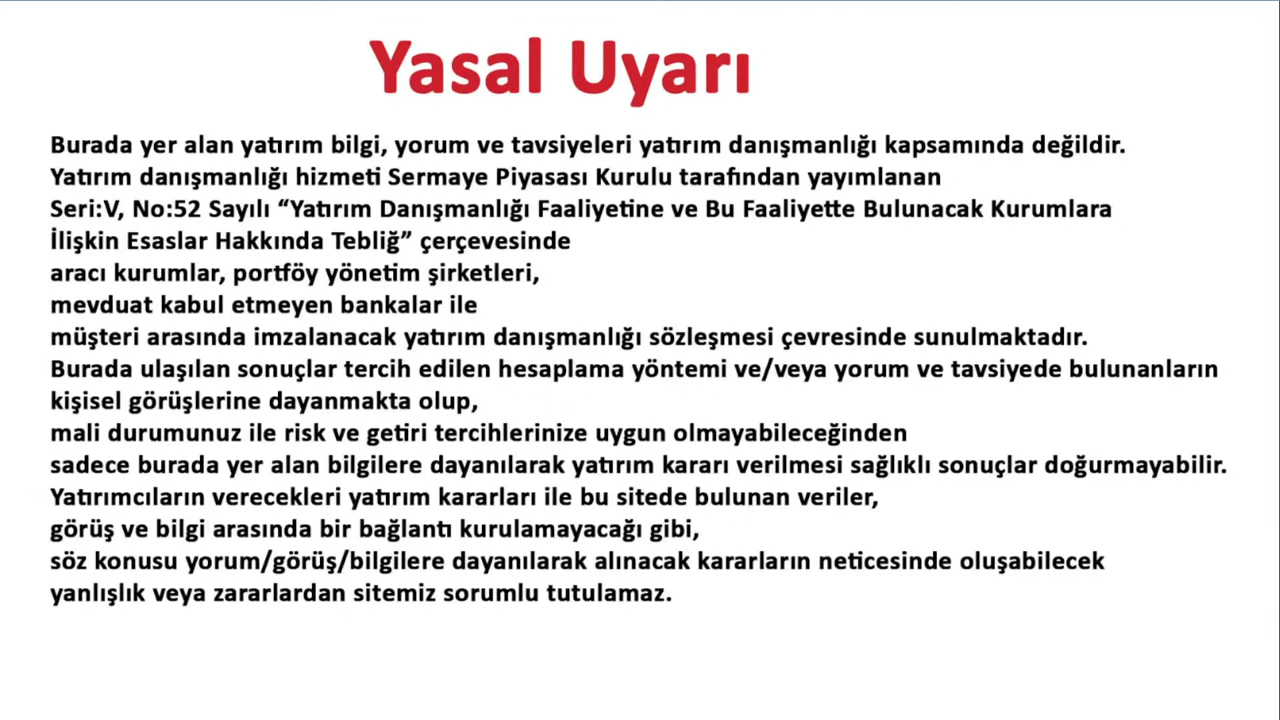 Yasal Uyarı
Burada yer alan yatırım bilgi, yorum ve tavsiyeleri yatırım danışmanlığı kapsamında değildir.
Yatırım danışmanlığı hizmeti Sermaye Piyasası Kurulu tarafından yayımlanan
Seri:V, No:52 Sayılı “Yatırım Danışmanlığı Faaliyetine ve Bu Faaliyette Bulunacak Kurumlara
İlişkin Esaslar Hakkında Tebliğ” çerçevesinde
aracı kurumlar, portföy yönetim şirketleri,
mevduat kabul etmeyen bankalar ile
müşteri arasında imzalanacak yatırım danışmanlığı sözleşmesi çevresinde sunulmaktadır.
Burada ulaşılan sonuçlar tercih edilen hesaplama yöntemi ve/veya yorum ve tavsiyede bulunanların
kişisel görüşlerine dayanmakta olup,
mali durumunuz ile risk ve getiri tercihlerinize uygun olmayabileceğinden
sadece burada yer alan bilgilere dayanılarak yatırım kararı verilmesi sağlıklı sonuçlar doğurmayabilir.
Yatırımcıların verecekleri yatırım kararları ile bu sitede bulunan veriler,
görüş ve bilgi arasında bir bağlantı kurulamayacağı gibi,
söz konusu yorum/görüş/bilgilere dayanılarak alınacak kararların neticesinde oluşabilecek
yanlışlık veya zararlardan sitemiz sorumlu tutulamaz.